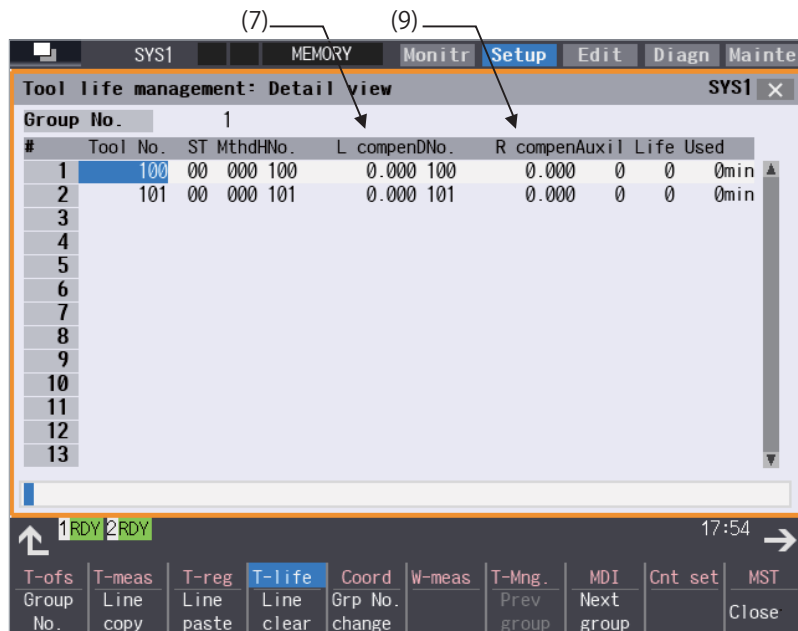 (7) (9)
SYS1 MEMORY Monitr Setup Edit Diagn Mainte
Tool life management: Detail view SYS1
Group No. 1
# Tool No. ST MthdHNo. L compenDNo. R compenAuxil Life Used
1 100 00 000 100 0.000 100 0.000 0 0 0min
2 101 00 000 101 0.000 101 0.000 0 0 0min
3
4
5
6
7
8
9
10
11
12
13
1RDY 2RDY 17:54
T-ofs T-meas T-reg T-life Coord W-meas T-Mng. MDI Cnt set MST
Group Line Line Line Grp No. Prev Next
No. copy paste clear change group group Close